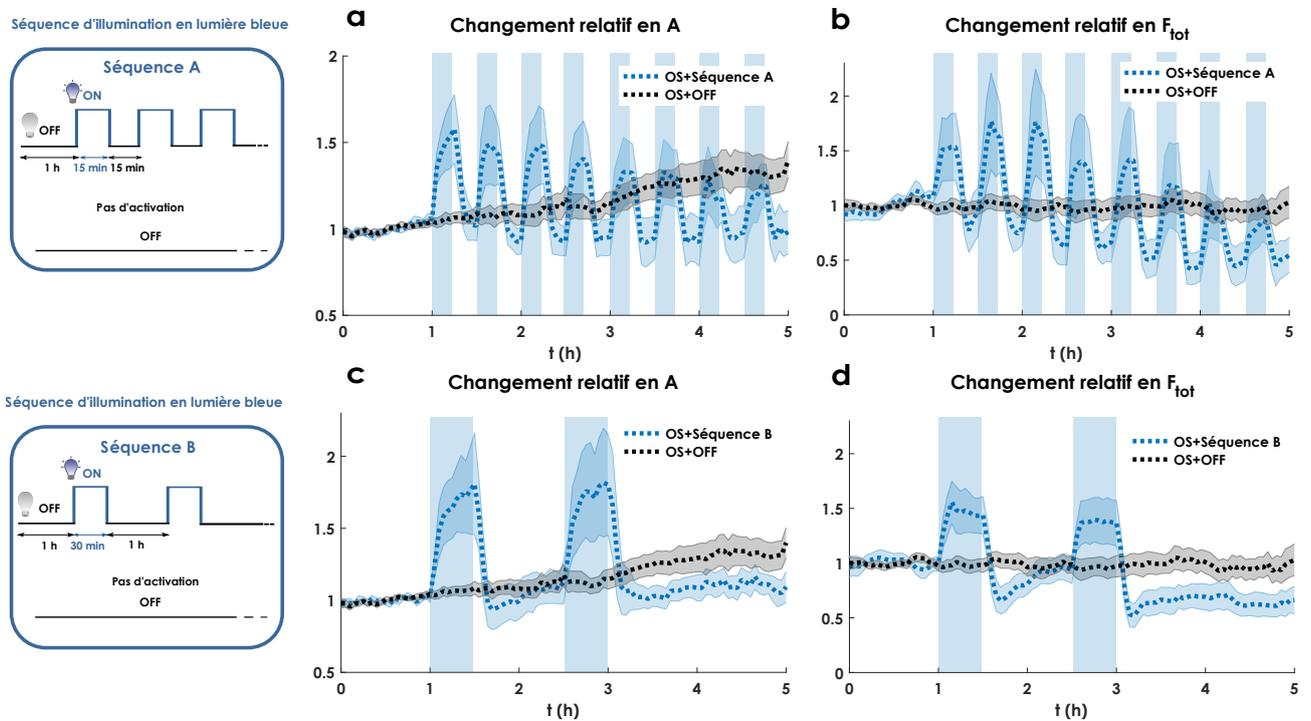 Séquence d'illumination en lumière bleue
Séquence A
ON
OFF
1 h 15 min 15 min
Pas d'activation
OFF
a
Changement relatif en A
OS+Séquence A
OS+OFF
2
1.5
1
0.5
0 1 2 3 4 5
t (h)
b
Changement relatif en Ftot
OS+Séquence A
OS+OFF
2
1.5
1
0.5
0
0 1 2 3 4 5
t (h)
Séquence d'illumination en lumière bleue
Séquence B
ON
OFF
1 h 30 min 1 h
Pas d'activation
OFF
c
Changement relatif en A
OS+Séquence B
OS+OFF
2
1.5
1
0.5
0 1 2 3 4 5
t (h)
d
Changement relatif en Ftot
OS+Séquence B
OS+OFF
2
1.5
1
0.5
0
0 1 2 3 4 5
t (h)